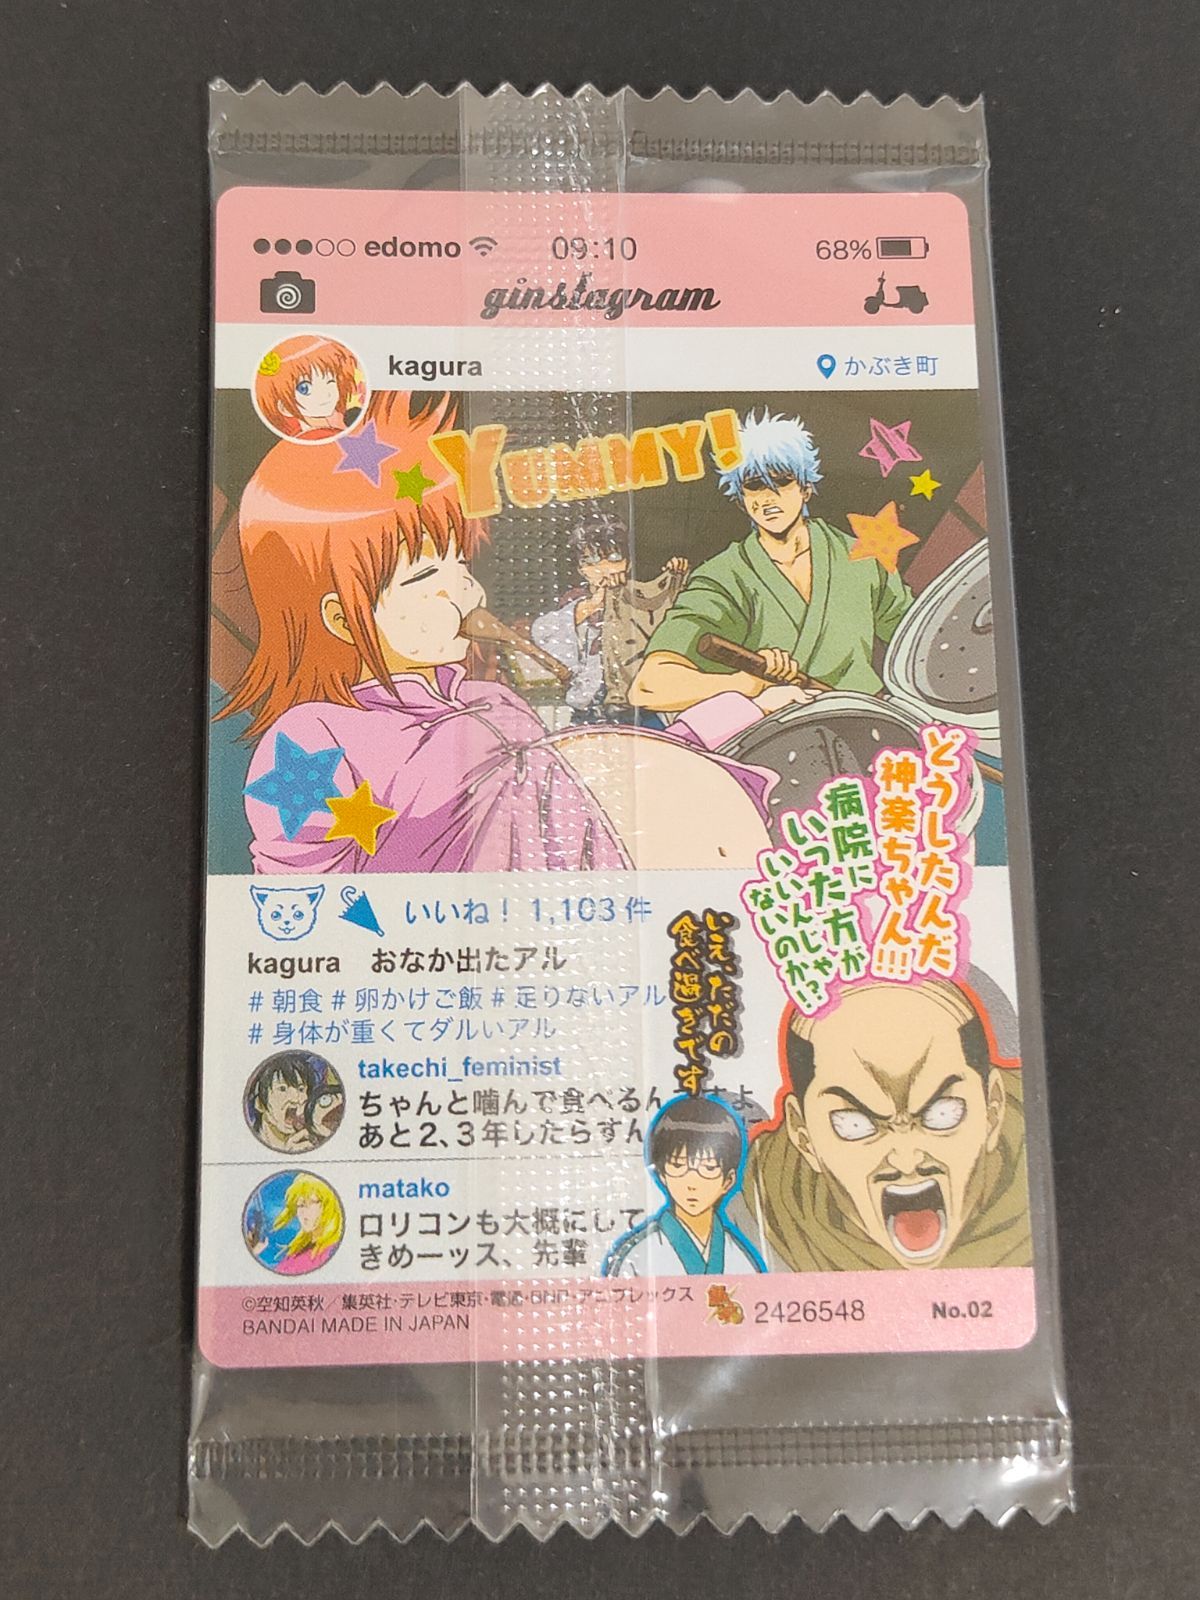 edomo 09:10 68%
ginstagram
kagura かぶき町
YUMMY!
どうしたんだ
神楽ちゃん!!!
病院に
いった方が
いいんじゃ
ないのか!?
いいね! 1,103件
kagura おなか出たアル
# 朝食 # 卵かけご飯 # 足りないアル
# 身体が重くてダルいアル
いえ、ただの
食べ過ぎです
takechi_feminist
ちゃんと噛んで食べるん
すよ
あと2、3年したらすん
matako
ロリコンも大概にして
きめーッス、先輩
©空知英秋/集英社・テレビ東京・電通・BNP・アニプレックス
BANDAI MADE IN JAPAN
2426548 No.02